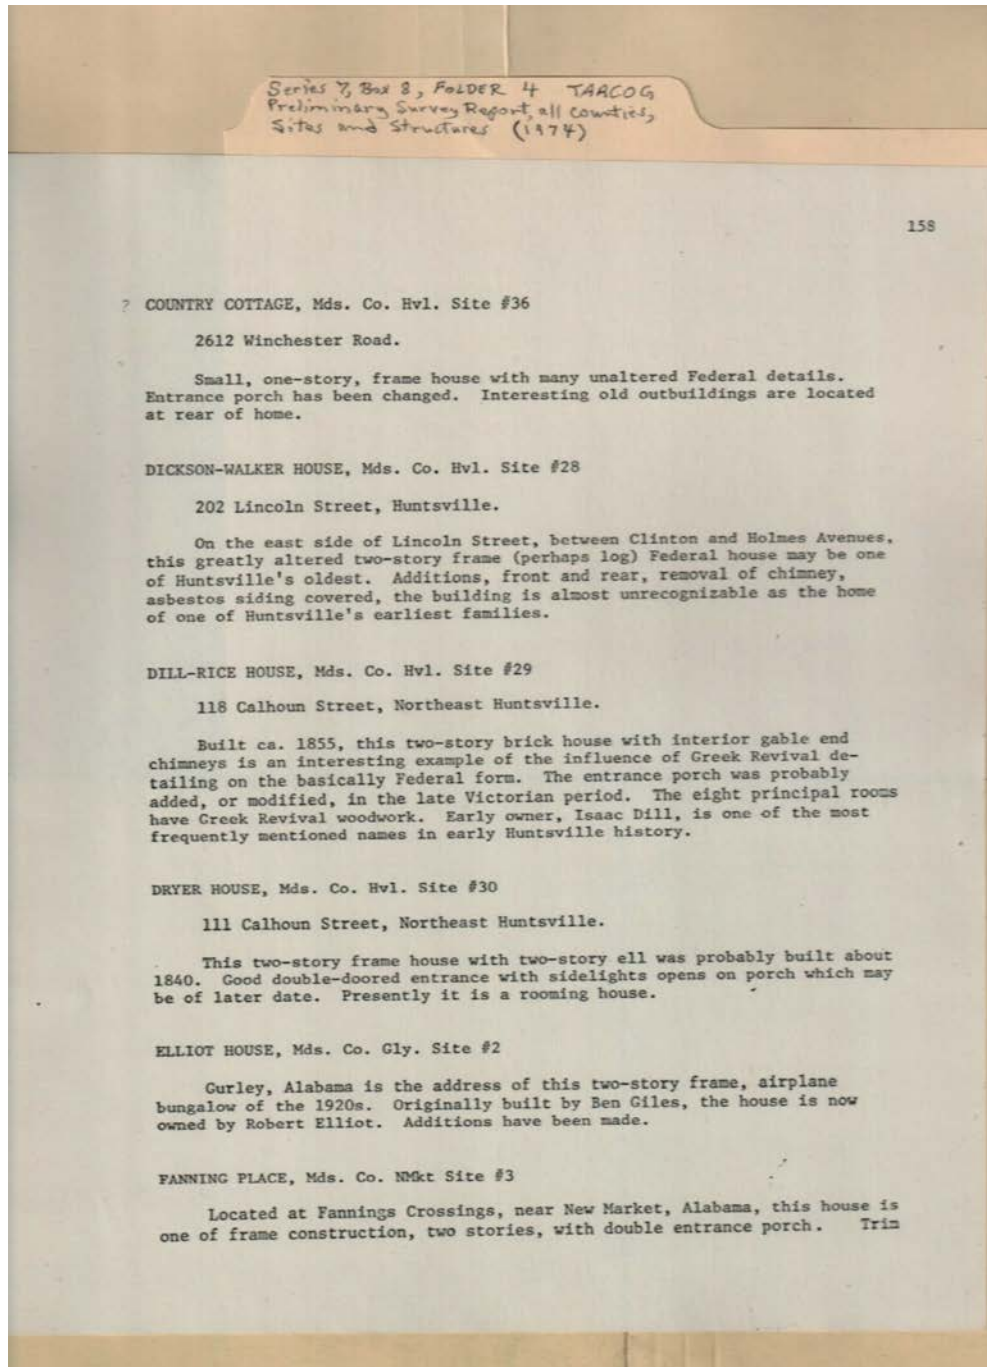 Series 7, Box 8, FOLDER 4 TARCOG
Preliminary Survey Report, all counties,
Sites and Structures (1974)
158
? COUNTRY COTTAGE, Mds. Co. Hvl. Site #36
2612 Winchester Road.
Small, one-story, frame house with many unaltered Federal details.
Entrance porch has been changed. Interesting old outbuildings are located
at rear of home.
DICKSON-WALKER HOUSE, Mds. Co. Hvl. Site #28
202 Lincoln Street, Huntsville.
On the east side of Lincoln Street, between Clinton and Holmes Avenues,
this greatly altered two-story frame (perhaps log) Federal house may be one
of Huntsville's oldest. Additions, front and rear, removal of chimney,
asbestos siding covered, the building is almost unrecognizable as the home
of one of Huntsville's earliest families.
DILL-RICE HOUSE, Mds. Co. Hvl. Site #29
118 Calhoun Street, Northeast Huntsville.
Built ca. 1855, this two-story brick house with interior gable end
chimneys is an interesting example of the influence of Greek Revival de-
tailing on the basically Federal form. The entrance porch was probably
added, or modified, in the late Victorian period. The eight principal rooms
have Greek Revival woodwork. Early owner, Isaac Dill, is one of the most
frequently mentioned names in early Huntsville history.
DRYER HOUSE, Mds. Co. Hvl. Site #30
111 Calhoun Street, Northeast Huntsville.
This two-story frame house with two-story ell was probably built about
1840. Good double-doored entrance with sidelights opens on porch which may
be of later date. Presently it is a rooming house.
ELLIOT HOUSE, Mds. Co. Gly. Site #2
Gurley, Alabama is the address of this two-story frame, airplane
bungalow of the 1920s. Originally built by Ben Giles, the house is now
owned by Robert Elliot. Additions have been made.
FANNING PLACE, Mds. Co. NMkt Site #3
Located at Fannings Crossings, near New Market, Alabama, this house is
one of frame construction, two stories, with double entrance porch. Trim